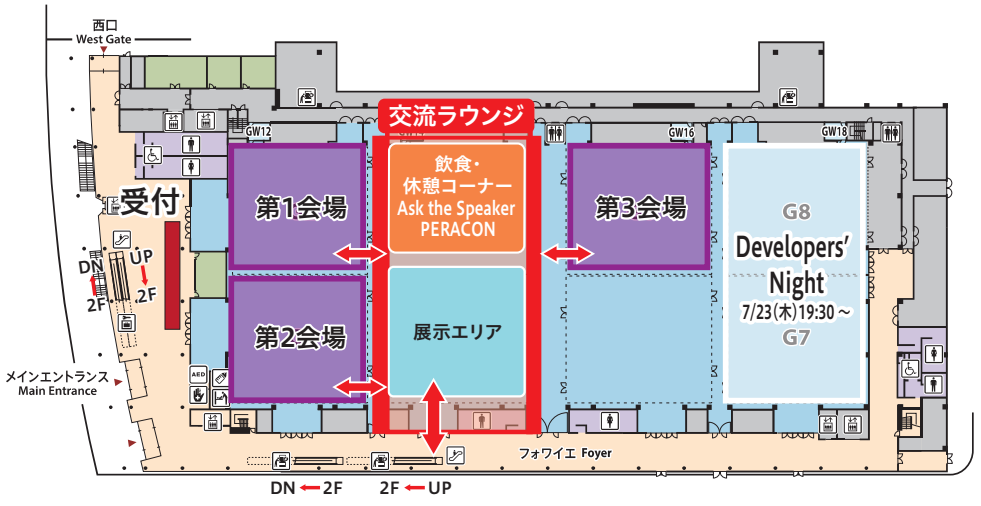 西口
West Gate
交流ラウンジ
GW12
GW16
GW18
飲食・
休憩コーナー
Ask the Speaker
PERACON
受付
第1会場
第3会場
G8
Developers’
Night
7/23(木)19:30～
G7
DN
UP
2F
2F
第2会場
展示エリア
メインエントランス
Main Entrance
AED
フォワイエ Foyer
DN
2F
2F
UP